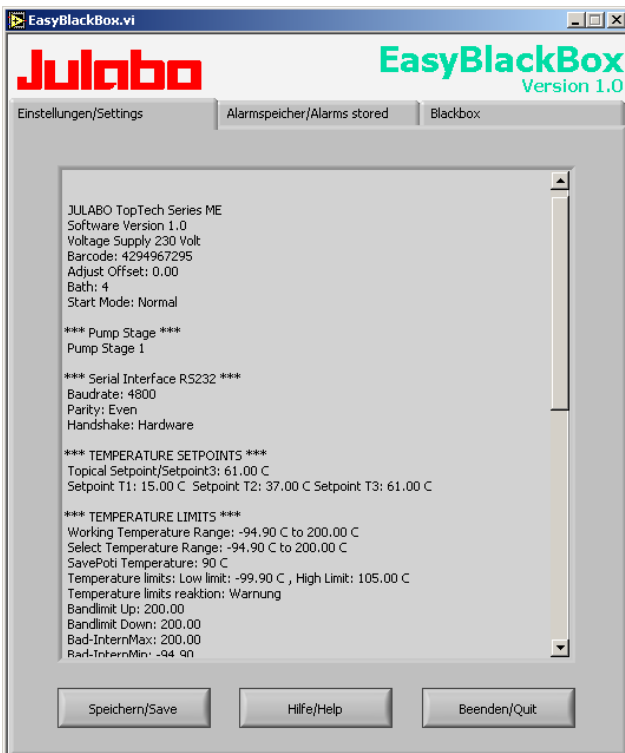 EasyBlackBox.vi
Julabo
EasyBlackBox
Version 1.0
Einstellungen/Settings
Alarmspeicher/Alarms stored
Blackbox
JULABO TopTech Series ME
Software Version 1.0
Voltage Supply 230 Volt
Barcode: 4294967295
Adjust Offset: 0.00
Bath: 4
Start Mode: Normal
*** Pump Stage ***
Pump Stage 1
*** Serial Interface RS232 ***
Baudrate: 4800
Parity: Even
Handshake: Hardware
*** TEMPERATURE SETPOINTS ***
Topical Setpoint/Setpoint3: 61.00 C
Setpoint T1: 15.00 C  Setpoint T2: 37.00 C Setpoint T3: 61.00 C
*** TEMPERATURE LIMITS ***
Working Temperature Range: -94.90 C to 200.00 C
Select Temperature Range: -94.90 C to 200.00 C
SavePoti Temperature: 90 C
Temperature limits: Low limit: -99.90 C , High Limit: 105.00 C
Temperature limits reaktion: Warnung
Bandlimit Up: 200.00
Bandlimit Down: 200.00
Bad-InternMax: 200.00
Bad-InternMin: -94.90
Speichern/Save
Hilfe/Help
Beenden/Quit